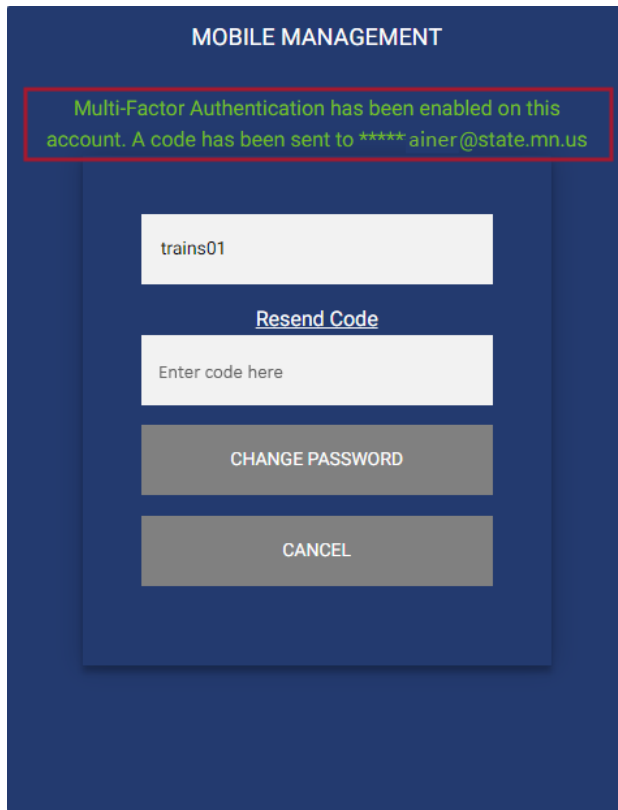 MOBILE MANAGEMENT
Multi-Factor Authentication has been enabled on this
account. A code has been sent to *****ainer@state.mn.us
trains01
Resend Code
Enter code here
CHANGE PASSWORD
CANCEL